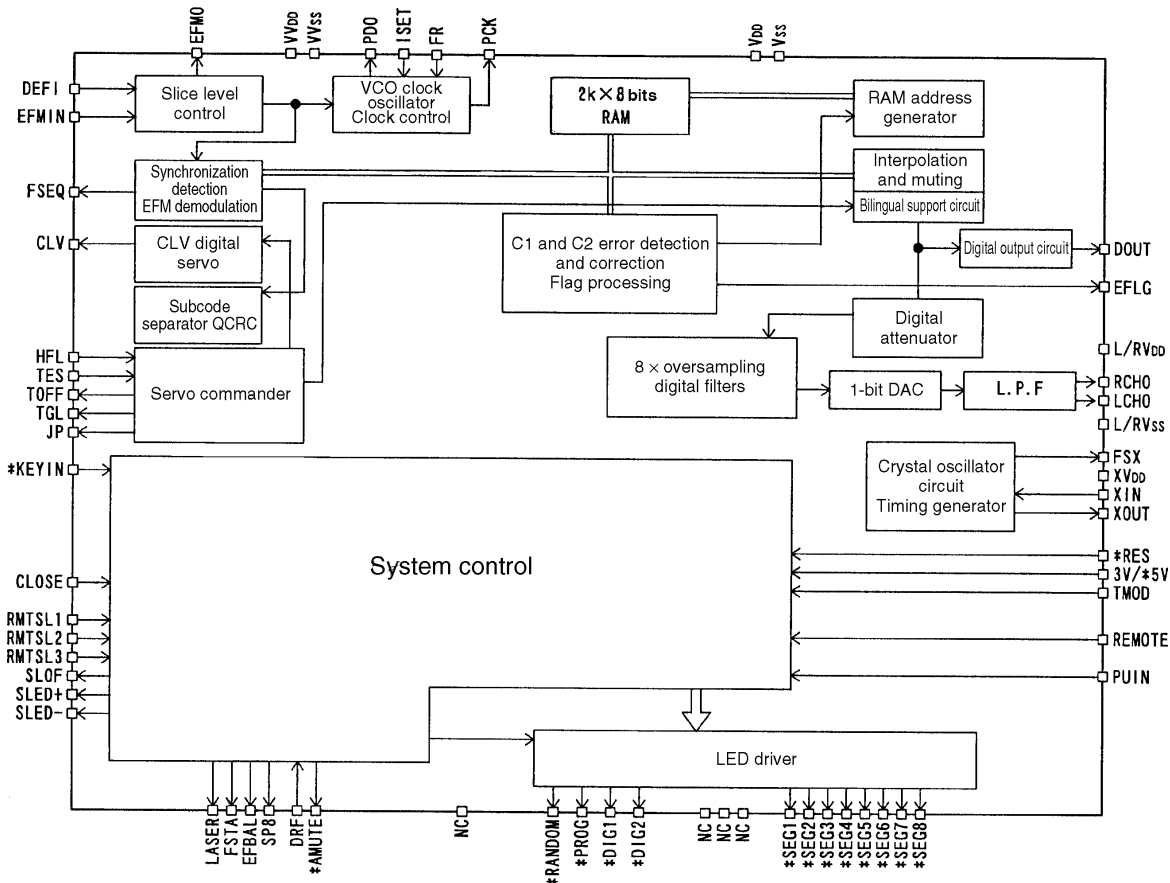 EFMO
VVDD
VVSS
PDO
ISET
FR
PCK
VDD
VSS
DEFI
EFMIN
Slice level
control
VCO clock
oscillator
Clock control
2k × 8 bits
RAM
RAM address
generator
FSEQ
Synchronization
detection
EFM demodulation
Interpolation
and muting
Bilingual support circuit
CLV
CLV digital
servo
C1 and C2 error detection
and correction
Flag processing
Digital output circuit
DOUT
EFLG
Subcode
separator QCRC
Digital
attenuator
HFL
TES
TOFF
TGL
JP
Servo commander
8 × oversampling
digital filters
1-bit DAC
L.P.F
L/RVDD
RCHO
LCHO
L/RVSS
*KEYIN
Crystal oscillator
circuit
Timing generator
FSX
XVDD
XIN
XOUT
System control
CLOSE
RMTSL1
RMTSL2
RMTSL3
SLOF
SLED+
SLED-
*RES
3V/*5V
TMOD
REMOTE
PUIN
LED driver
LASER
FSTA
EFBAL
SP8
DRF
*AMUTE
NC
*RANDOM
*PROG
*DIG1
*DIG2
NC
NC
NC
*SEG1
*SEG2
*SEG3
*SEG4
*SEG5
*SEG6
*SEG7
*SEG8